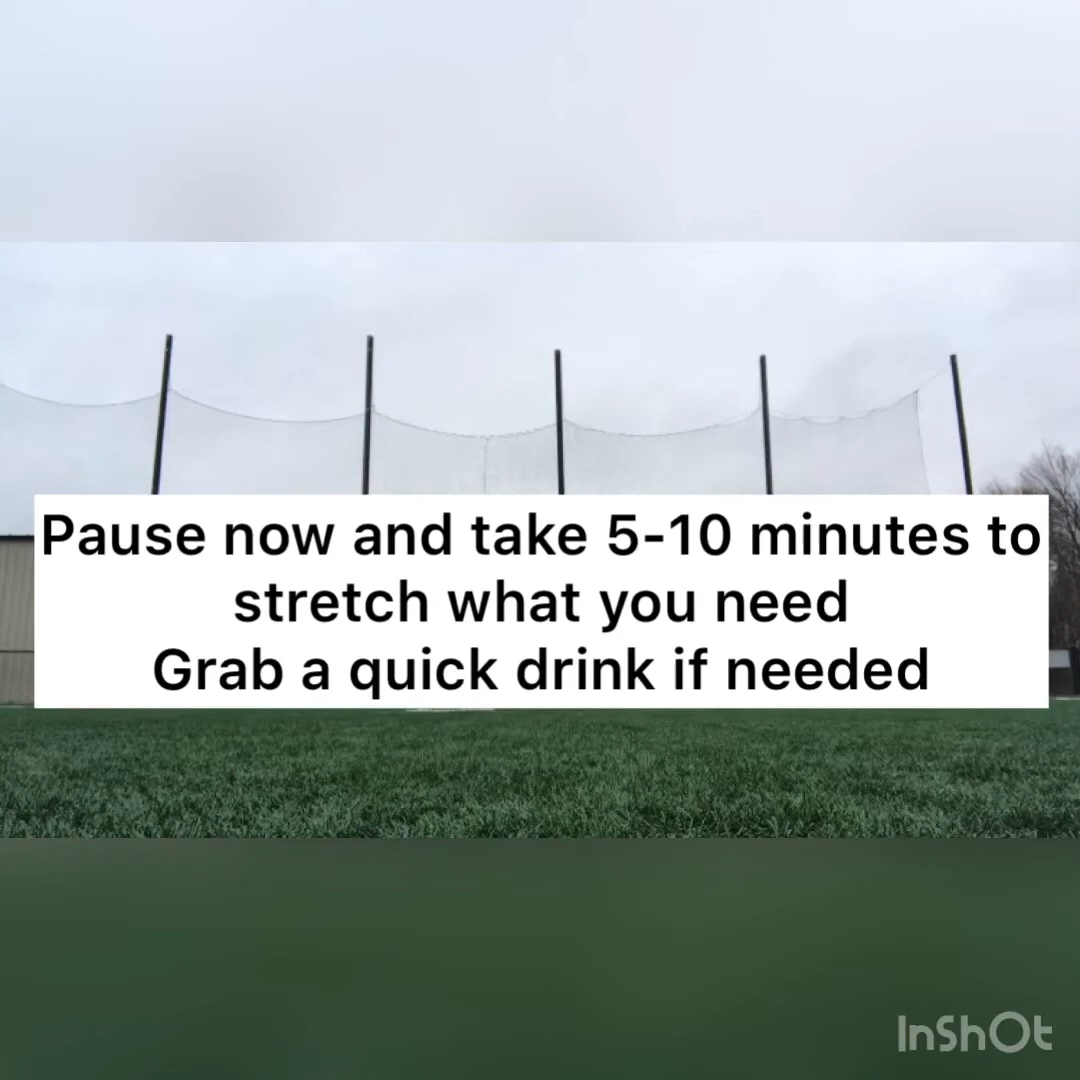 Pause now and take 5-10 minutes to
stretch what you need
Grab a quick drink if needed
InShOt